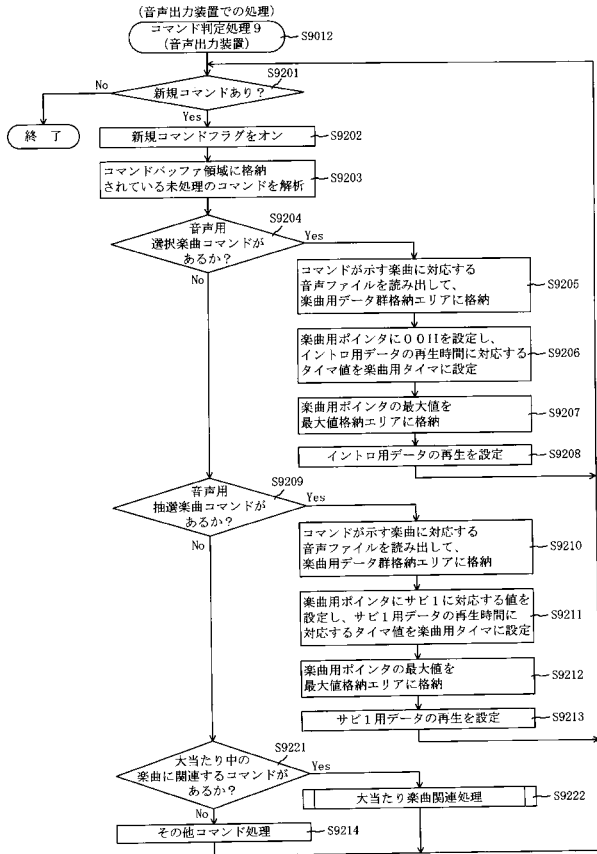 (音声出力装置での処理)
コマンド判定処理9
(音声出力装置)
S9012
S9201
No
新規コマンドあり?
Yes
終 了
新規コマンドフラグをオン
S9202
コマンドバッファ領域に格納
されている未処理のコマンドを解析
S9203
S9204
音声用
選択楽曲コマンドが
あるか?
Yes
No
コマンドが示す楽曲に対応する
音声ファイルを読み出して、
楽曲用データ群格納エリアに格納
S9205
楽曲用ポインタに00Hを設定し、
イントロ用データの再生時間に対応する
タイマ値を楽曲用タイマに設定
S9206
楽曲用ポインタの最大値を
最大値格納エリアに格納
S9207
イントロ用データの再生を設定
S9208
S9209
音声用
抽選楽曲コマンドが
あるか?
Yes
No
コマンドが示す楽曲に対応する
音声ファイルを読み出して、
楽曲用データ群格納エリアに格納
S9210
楽曲用ポインタにサビ1に対応する値を
設定し、サビ1用データの再生時間に
対応するタイマ値を楽曲用タイマに設定
S9211
楽曲用ポインタの最大値を
最大値格納エリアに格納
S9212
サビ1用データの再生を設定
S9213
S9221
大当たり中の
楽曲に関連するコマンドが
あるか?
Yes
No
大当たり楽曲関連処理
S9222
その他コマンド処理
S9214